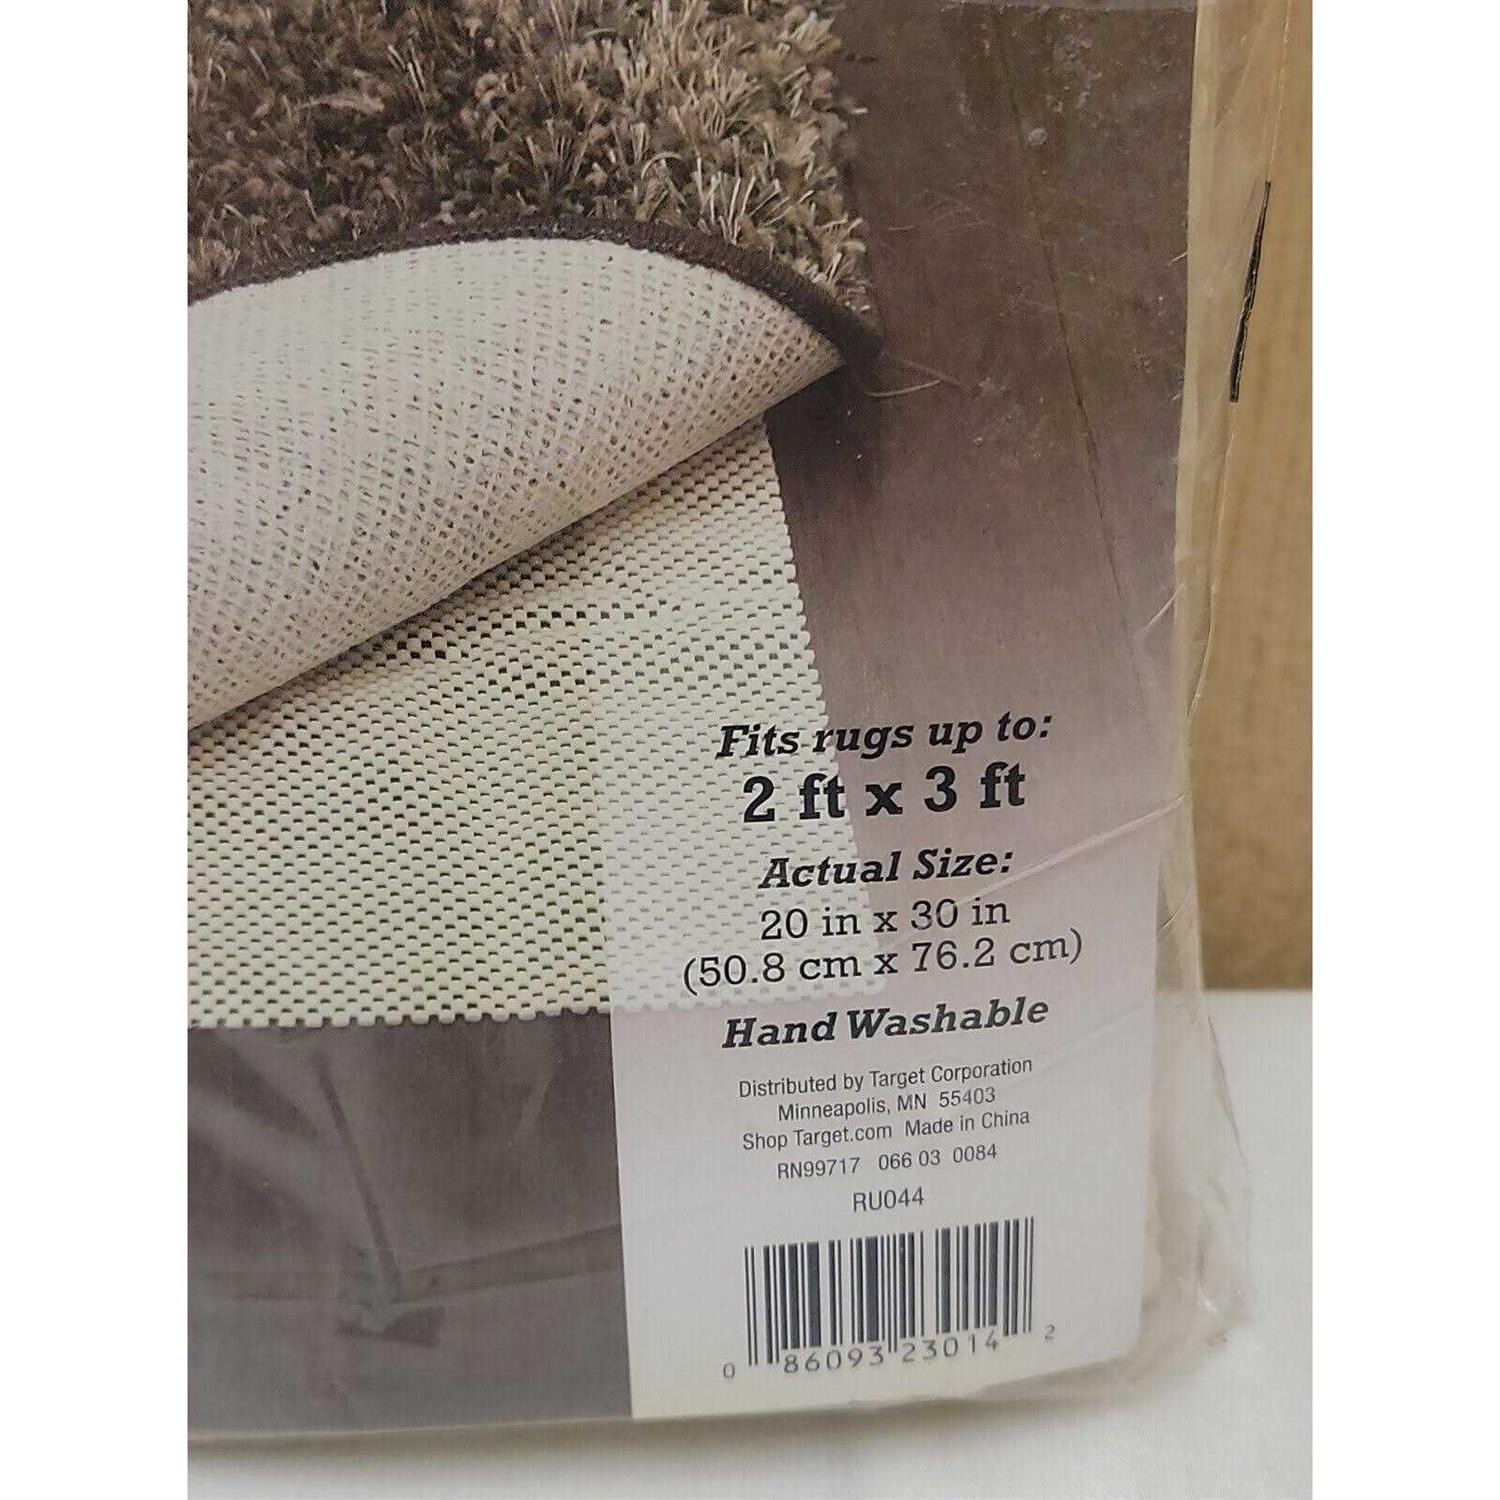 Fits rugs up to:
2 ft x 3 ft
Actual Size:
20 in x 30 in
(50.8 cm x 76.2 cm)
Hand Washable
Distributed by Target Corporation
Minneapolis, MN 55403
Shop Target.com Made in China
RN99717 066 03 0084
RU044
0 86093 23014 2